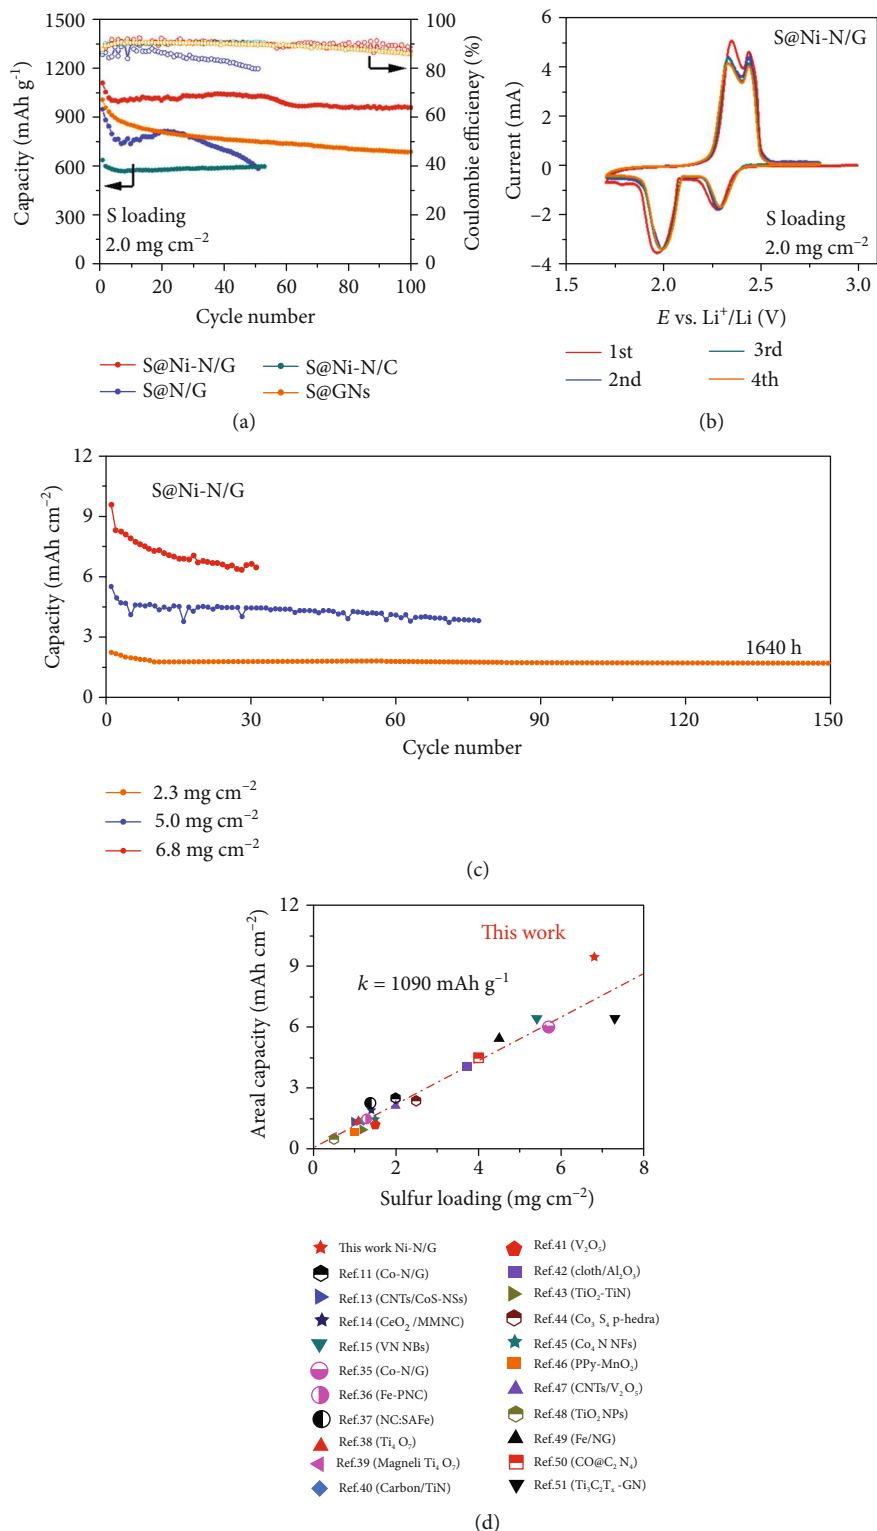 1500
1200
900
600
300
0
Capacity (mAh g⁻¹)
100
80
60
40
20
0
Coulombie efficieney (%)
S loading
2.0 mg cm⁻²
0 20 40 60 80 100
Cycle number
S@Ni-N/G
S@Ni-N/C
S@N/G
S@GNs
(a)
6
4
2
0
−2
−4
Current (mA)
S@Ni-N/G
S loading
2.0 mg cm⁻²
1.5 2.0 2.5 3.0
E vs. Li⁺/Li (V)
1st
3rd
2nd
4th
(b)
12
9
6
3
0
Capacity (mAh cm⁻²)
S@Ni-N/G
1640 h
0 30 60 90 120 150
Cycle number
2.3 mg cm⁻²
5.0 mg cm⁻²
6.8 mg cm⁻²
(c)
12
9
6
3
0
Areal capacity (mAh cm⁻²)
This work
k = 1090 mAh g⁻¹
0 2 4 6 8
Sulfur loading (mg cm⁻²)
This work Ni-N/G
Ref.11 (Co-N/G)
Ref.13 (CNTs/CoS-NSs)
Ref.14 (CeO₂ /MMNC)
Ref.15 (VN NBs)
Ref.35 (Co-N/G)
Ref.36 (Fe-PNC)
Ref.37 (NC:SAFe)
Ref.38 (Ti₄ O₇)
Ref.39 (Magneli Ti₄ O₇)
Ref.40 (Carbon/TiN)
Ref.41 (V₂O₅)
Ref.42 (cloth/Al₂O₃)
Ref.43 (TiO₂-TiN)
Ref.44 (Co₃ S₄ p-hedra)
Ref.45 (Co₄ N NFs)
Ref.46 (PPy-MnO₂)
Ref.47 (CNTs/V₂O₅)
Ref.48 (TiO₂ NPs)
Ref.49 (Fe/NG)
Ref.50 (CO@C₂ N₄)
Ref.51 (Ti₃C₂Tₓ -GN)
(d)